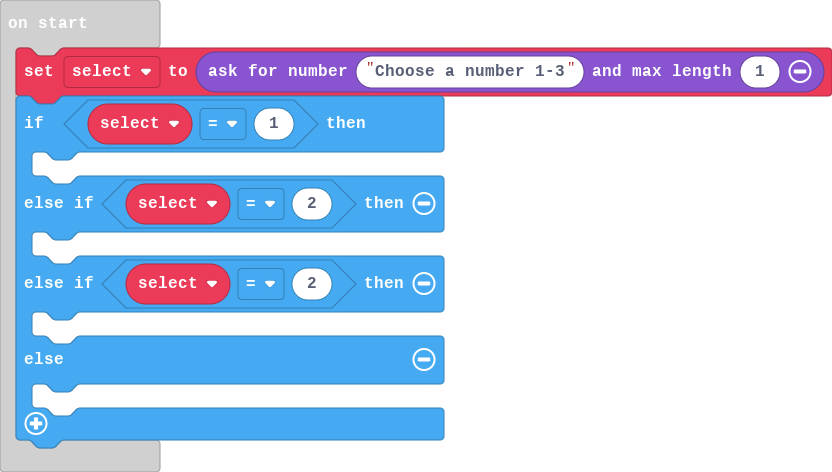 on start
set select to ask for number "Choose a number 1-3" and max length 1
if select = 1 then
else if select = 2 then
else if select = 2 then
else